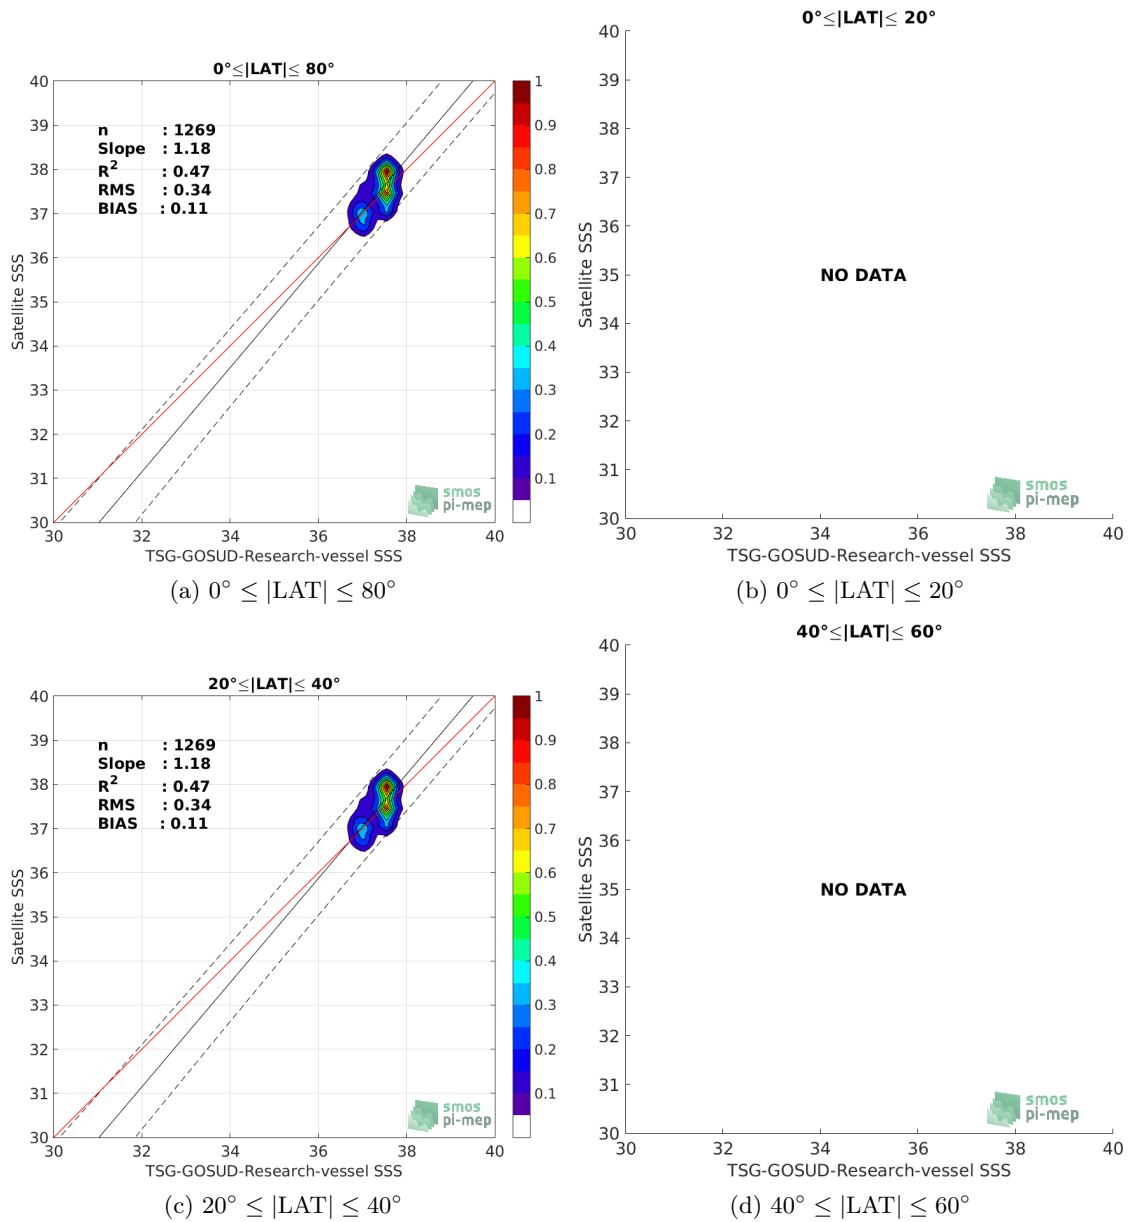 0°≤|LAT|≤ 80°
40
39
38
37
36
35
34
33
32
31
30
Satellite SSS
n : 1269
Slope : 1.18
R² : 0.47
RMS : 0.34
BIAS : 0.11
smos
pi-mep
30 32 34 36 38 40
TSG-GOSUD-Research-vessel SSS
1
0.9
0.8
0.7
0.6
0.5
0.4
0.3
0.2
0.1
(a) 0° ≤ |LAT| ≤ 80°
0°≤|LAT|≤ 20°
40
39
38
37
36
35
34
33
32
31
30
Satellite SSS
NO DATA
smos
pi-mep
30 32 34 36 38 40
TSG-GOSUD-Research-vessel SSS
(b) 0° ≤ |LAT| ≤ 20°
20°≤|LAT|≤ 40°
40
39
38
37
36
35
34
33
32
31
30
Satellite SSS
n : 1269
Slope : 1.18
R² : 0.47
RMS : 0.34
BIAS : 0.11
smos
pi-mep
30 32 34 36 38 40
TSG-GOSUD-Research-vessel SSS
1
0.9
0.8
0.7
0.6
0.5
0.4
0.3
0.2
0.1
(c) 20° ≤ |LAT| ≤ 40°
40°≤|LAT|≤ 60°
40
39
38
37
36
35
34
33
32
31
30
Satellite SSS
NO DATA
smos
pi-mep
30 32 34 36 38 40
TSG-GOSUD-Research-vessel SSS
(d) 40° ≤ |LAT| ≤ 60°